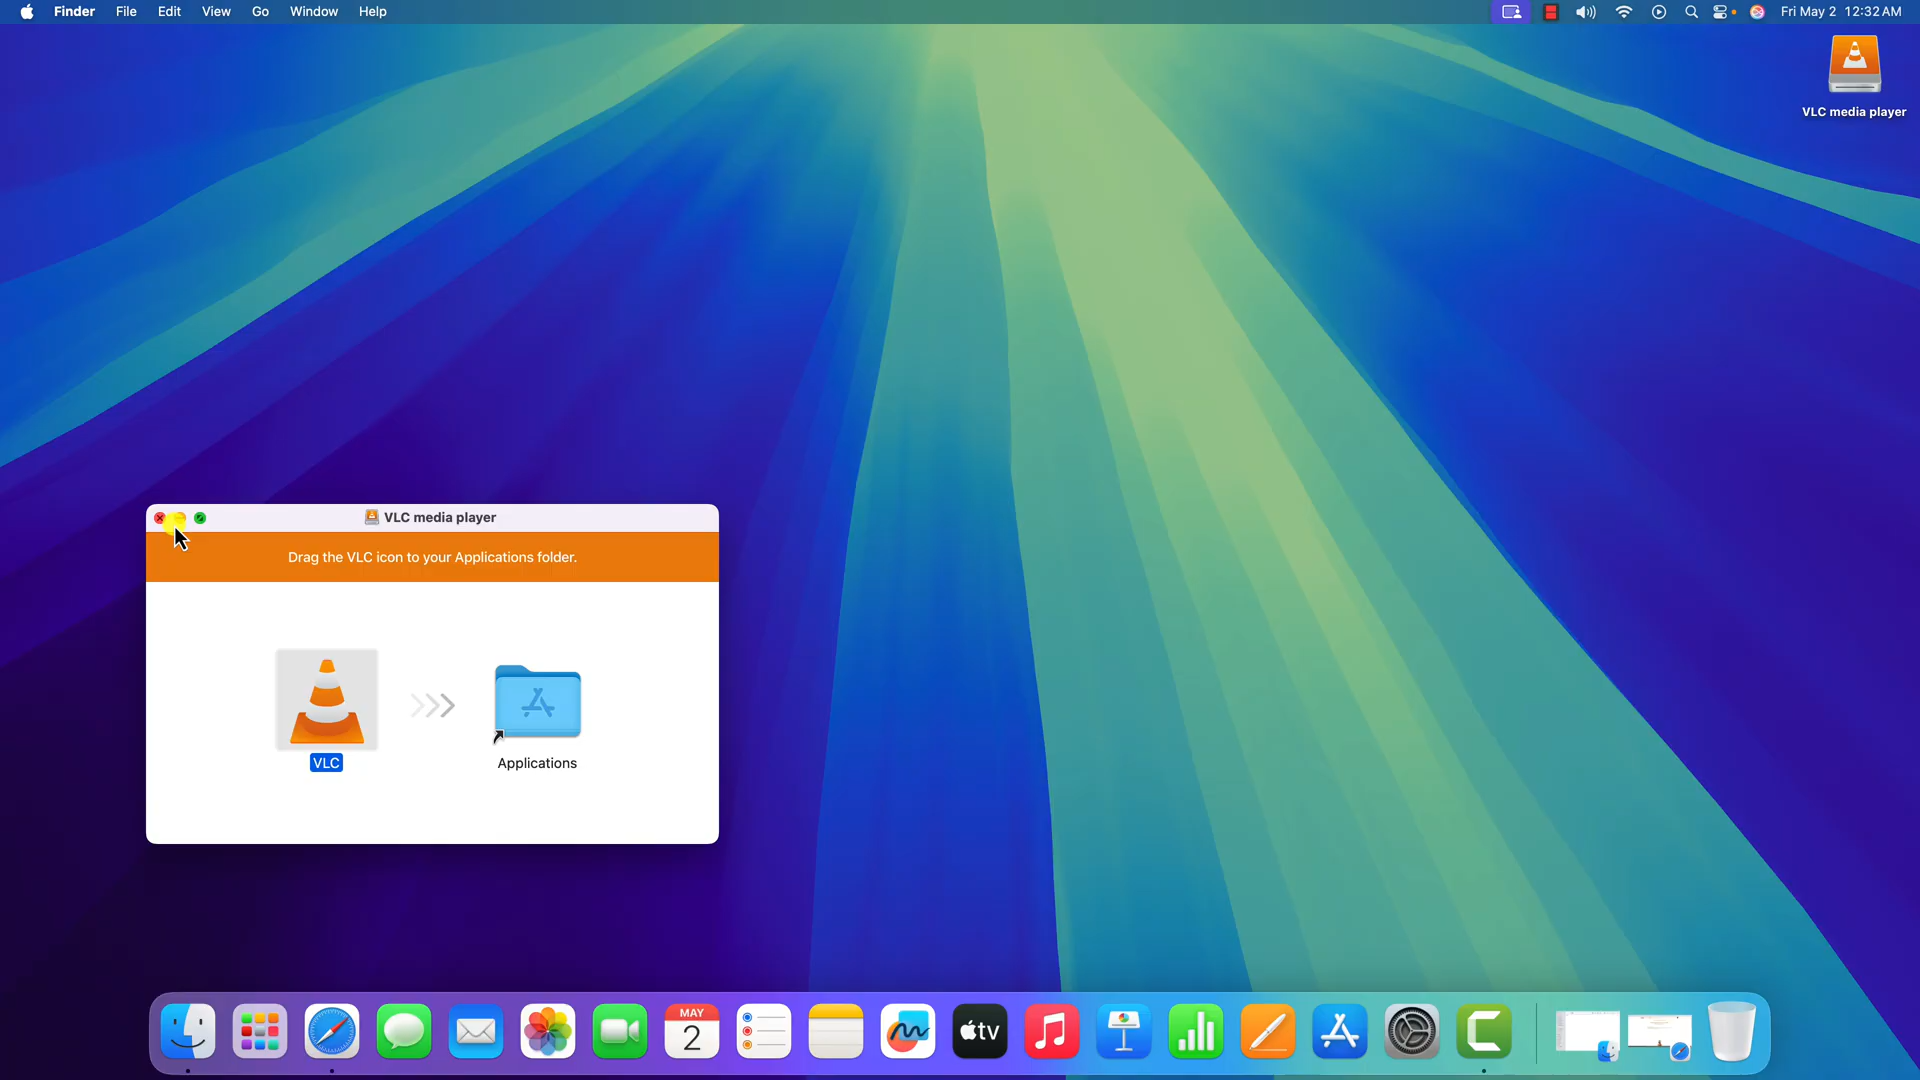 Finder File Edit View Go Window Help Fri May 2 12:32 AM
VLC media player
VLC media player
Drag the VLC icon to your Applications folder.
VLC Applications
MAY
2
tv